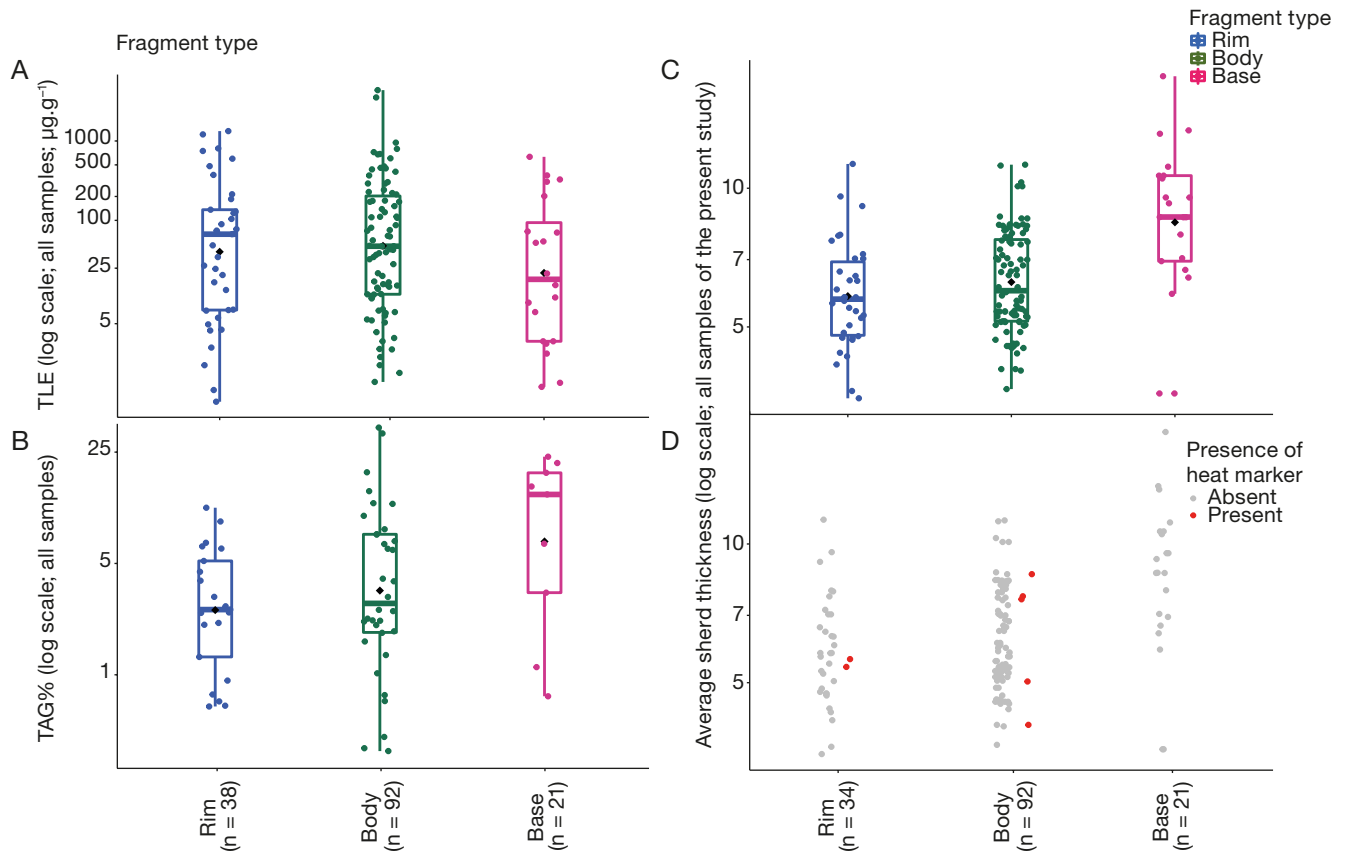 Fragment type
A
TLE (log scale; all samples; µg.g⁻¹)
1000
500
200
100
25
5
B
TAG% (log scale; all samples)
25
5
1
Rim
(n = 38)
Body
(n = 92)
Base
(n = 21)
Fragment type
Rim
Body
Base
C
Average sherd thickness (log scale; all samples of the present study)
10
7
5
D
Presence of
heat marker
Absent
Present
10
7
5
Rim
(n = 34)
Body
(n = 92)
Base
(n = 21)